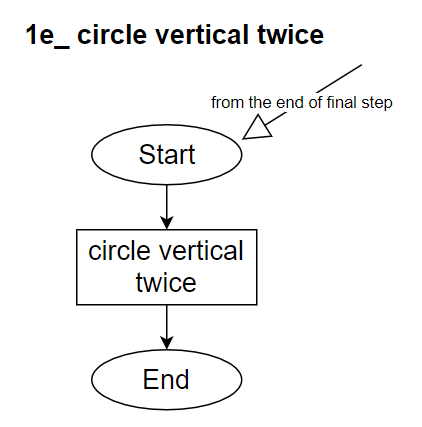 1e_ circle vertical twice
from the end of final step
Start
circle vertical
twice
End